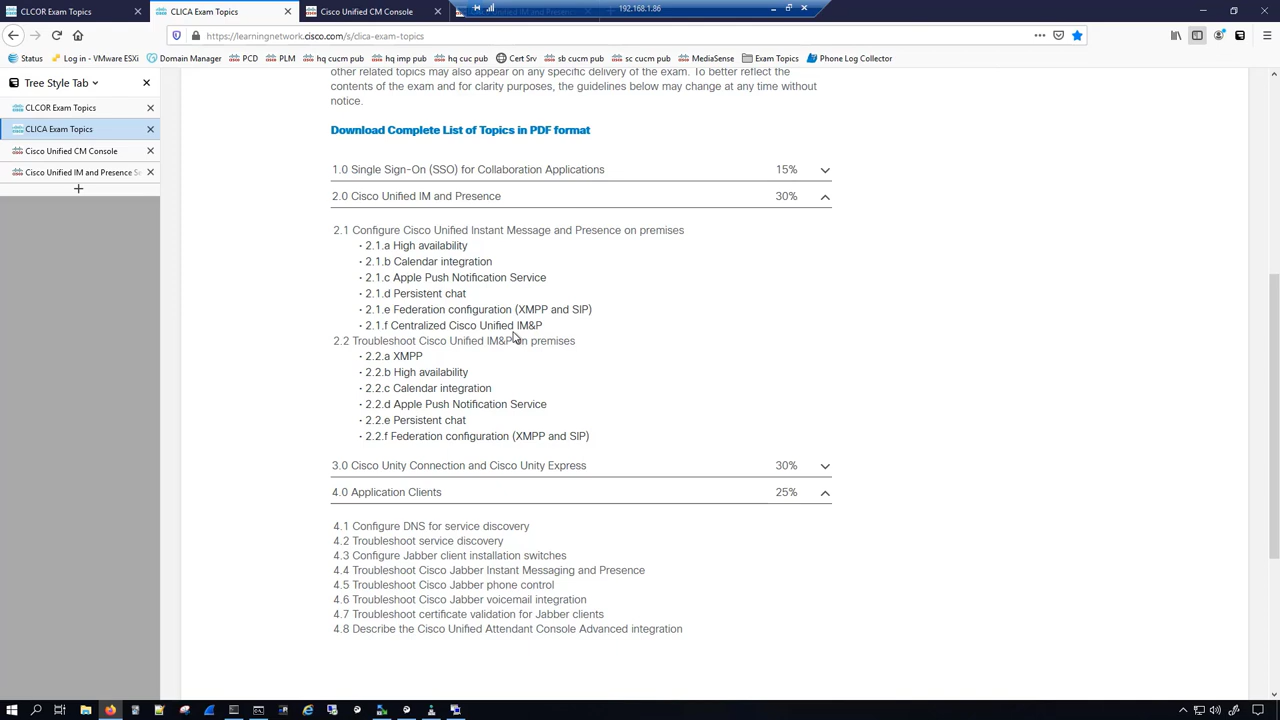 CLCOR Exam Topics
CLICA Exam Topics
Cisco Unified CM Console
192.168.1.86
https://learningnetwork.cisco.com/s/clica-exam-topics
Status
Log in - VMware ESXi
Domain Manager
PCD
PLM
hq cucm pub
hq imp pub
hq cuc pub
Cert Srv
sb cucm pub
sc cucm pub
MediaSense
Exam Topics
Phone Log Collector
Tree Style Tab
CLCOR Exam Topics
CLICA Exam Topics
Cisco Unified CM Console
Cisco Unified IM and Presence
other related topics may also appear on any specific delivery of the exam. To better reflect the
contents of the exam and for clarity purposes, the guidelines below may change at any time without
notice.
Download Complete List of Topics in PDF format
1.0 Single Sign-On (SSO) for Collaboration Applications 15%
2.0 Cisco Unified IM and Presence 30%
2.1 Configure Cisco Unified Instant Message and Presence on premises
• 2.1.a High availability
• 2.1.b Calendar integration
• 2.1.c Apple Push Notification Service
• 2.1.d Persistent chat
• 2.1.e Federation configuration (XMPP and SIP)
• 2.1.f Centralized Cisco Unified IM&P
2.2 Troubleshoot Cisco Unified IM&P on premises
• 2.2.a XMPP
• 2.2.b High availability
• 2.2.c Calendar integration
• 2.2.d Apple Push Notification Service
• 2.2.e Persistent chat
• 2.2.f Federation configuration (XMPP and SIP)
3.0 Cisco Unity Connection and Cisco Unity Express 30%
4.0 Application Clients 25%
4.1 Configure DNS for service discovery
4.2 Troubleshoot service discovery
4.3 Configure Jabber client installation switches
4.4 Troubleshoot Cisco Jabber Instant Messaging and Presence
4.5 Troubleshoot Cisco Jabber phone control
4.6 Troubleshoot Cisco Jabber voicemail integration
4.7 Troubleshoot certificate validation for Jabber clients
4.8 Describe the Cisco Unified Attendant Console Advanced integration